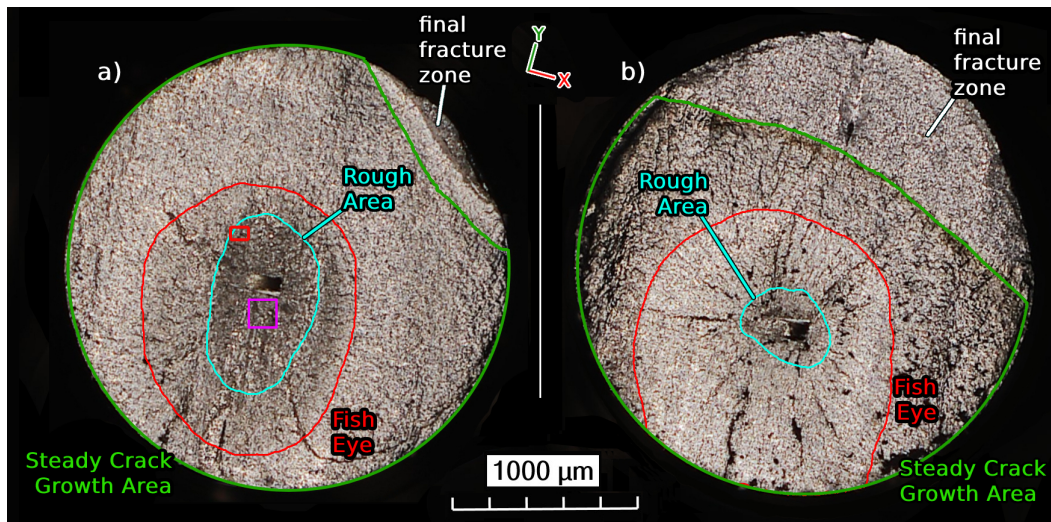 a)
final
fracture
zone
Y
X
b)
final
fracture
zone
Rough
Area
Rough
Area
Fish
Eye
Fish
Eye
Steady Crack
Growth Area
1000 µm
Steady Crack
Growth Area